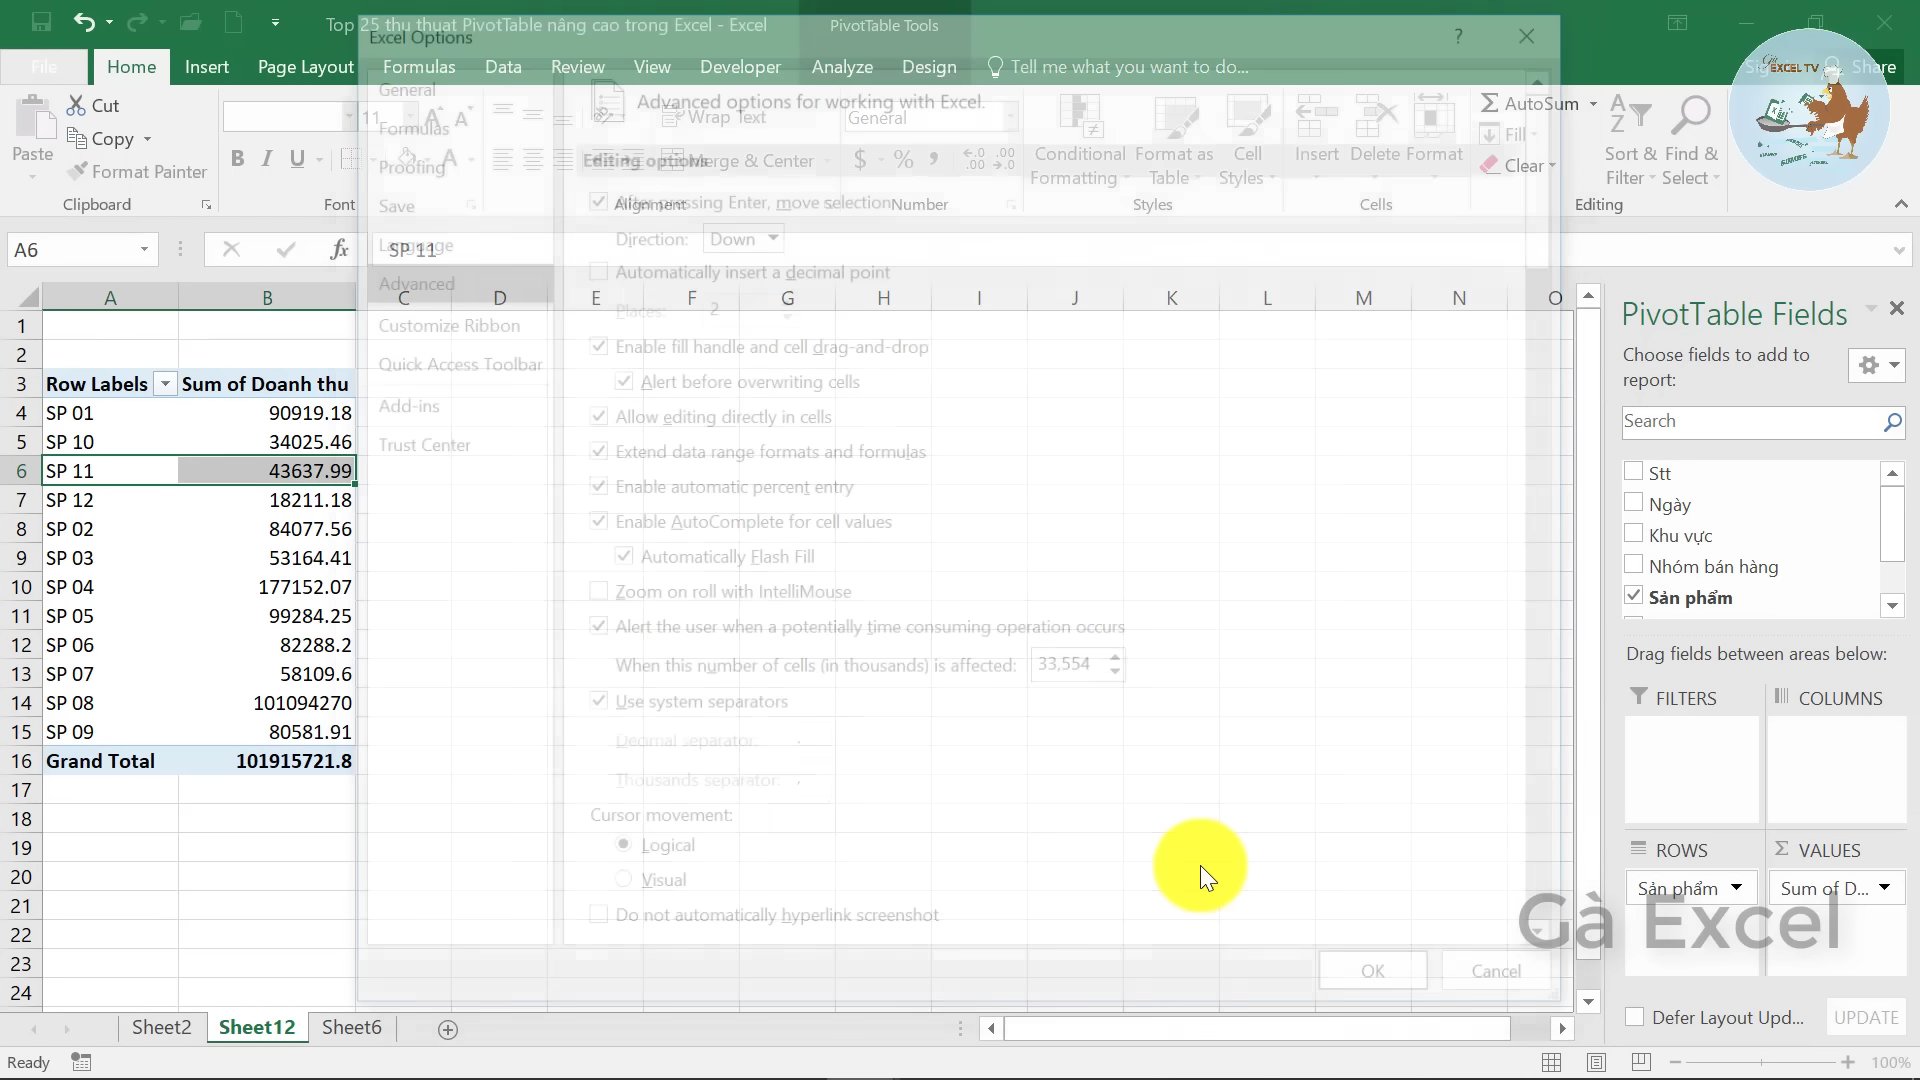 Top 25 thu thuat PivotTable nâng cao trong Excel - Excel
PivotTable Tools
Excel Options
?
File
Home
Insert
Page Layout
Formulas
Data
Review
View
Developer
Analyze
Design
Tell me what you want to do...
Share
EXCEL TV
Paste
Cut
Copy
Format Painter
Clipboard
11
B I U
Font
Wrap Text
Merge & Center
Alignment
General
$ % ,
Number
Conditional Formatting
Format as Table
Cell Styles
Styles
Insert
Delete
Format
Cells
AutoSum
Fill
Clear
Sort & Filter
Find & Select
Editing
General
Formulas
Proofing
Save
Language
Advanced
Customize Ribbon
Quick Access Toolbar
Add-ins
Trust Center
Advanced options for working with Excel.
Editing options
After pressing Enter, move selection
Direction: Down
Automatically insert a decimal point
Places: 2
Enable fill handle and cell drag-and-drop
Alert before overwriting cells
Allow editing directly in cells
Extend data range formats and formulas
Enable automatic percent entry
Enable AutoComplete for cell values
Automatically Flash Fill
Zoom on roll with IntelliMouse
Alert the user when a potentially time consuming operation occurs
When this number of cells (in thousands) is affected: 33,554
Use system separators
Decimal separator:
Thousands separator:
Cursor movement:
Logical
Visual
Do not automatically hyperlink screenshot
OK
Cancel
A6
fx
SP 11
A B C D E F G H I J K L M N O
1
2
3 Row Labels Sum of Doanh thu
4 SP 01 90919.18
5 SP 10 34025.46
6 SP 11 43637.99
7 SP 12 18211.18
8 SP 02 84077.56
9 SP 03 53164.41
10 SP 04 177152.07
11 SP 05 99284.25
12 SP 06 82288.2
13 SP 07 58109.6
14 SP 08 101094270
15 SP 09 80581.91
16 Grand Total 101915721.8
17
18
19
20
21
22
23
24
PivotTable Fields
Choose fields to add to
report:
Search
Stt
Ngày
Khu vực
Nhóm bán hàng
Sản phẩm
Drag fields between areas below:
FILTERS
COLUMNS
ROWS
Σ VALUES
Sản phẩm
Sum of D...
Gà Excel
Defer Layout Upd...
UPDATE
Sheet2
Sheet12
Sheet6
Ready
100%